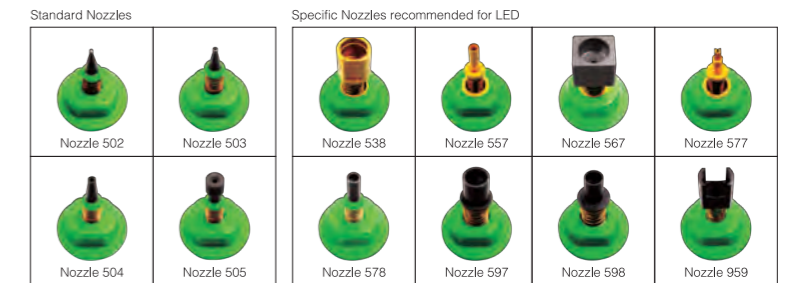 Standard Nozzles
Specific Nozzles recommended for LED
Nozzle 502
Nozzle 503
Nozzle 538
Nozzle 557
Nozzle 567
Nozzle 577
Nozzle 504
Nozzle 505
Nozzle 578
Nozzle 597
Nozzle 598
Nozzle 959